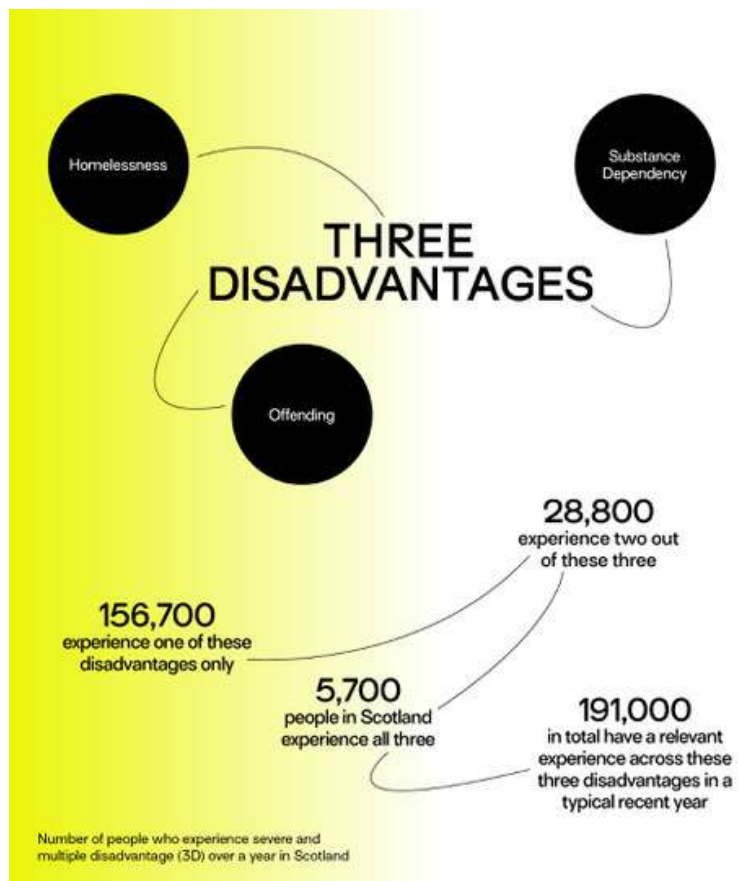 Homelessness
Substance
Dependency
THREE
DISADVANTAGES
Offending
28,800
experience two out
of these three
156,700
experience one of these
disadvantages only
5,700
people in Scotland
experience all three
191,000
in total have a relevant
experience across these
three disadvantages in a
typical recent year
Number of people who experience severe and
multiple disadvantage (3D) over a year in Scotland